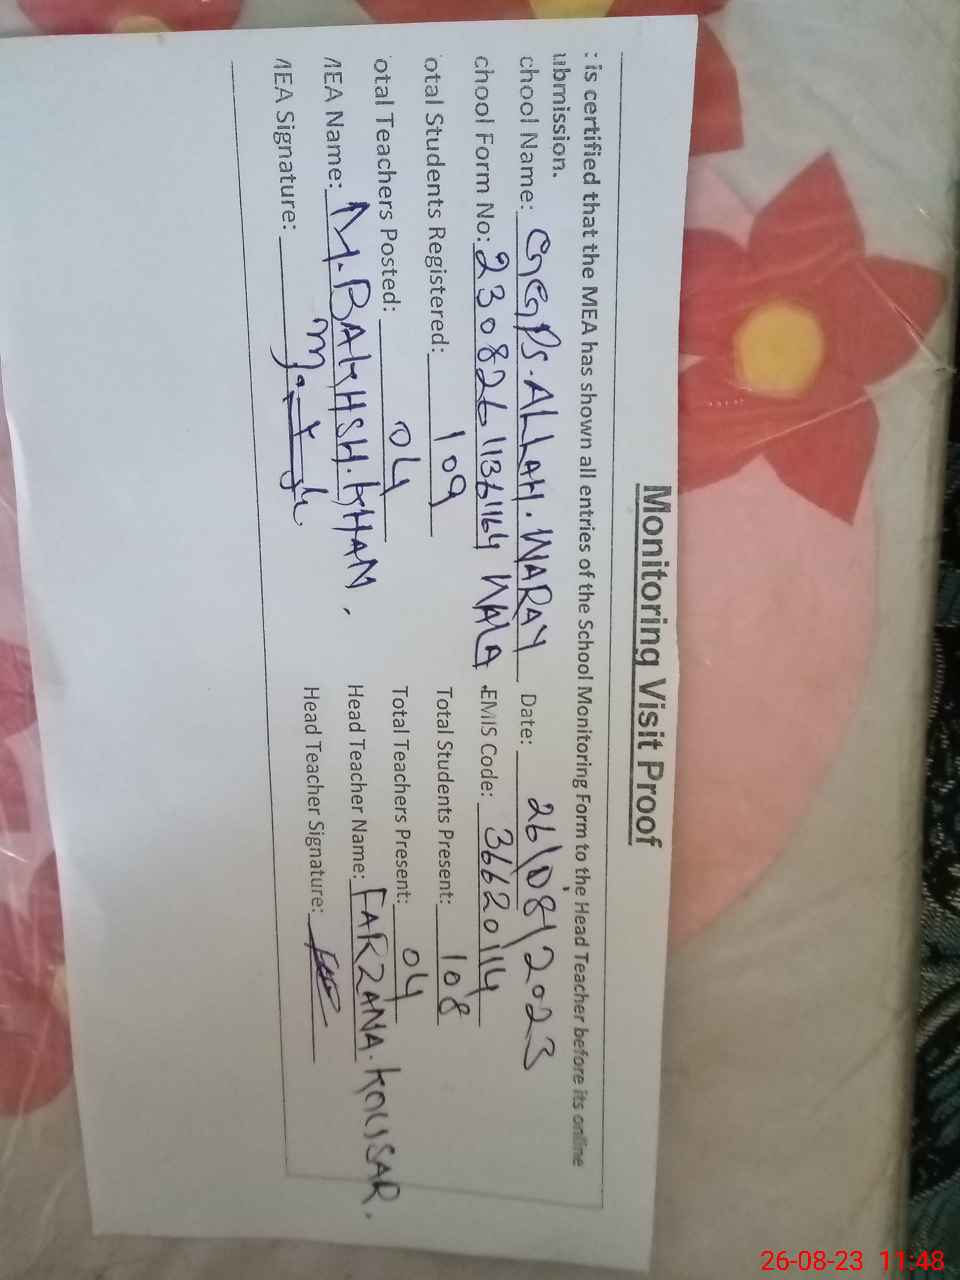 Monitoring Visit Proof
: is certified that the MEA has shown all entries of the School Monitoring Form to the Head Teacher before its online
ubmission.
chool Name: GGPS. ALLAH. WARAY Date: 26/08/2023
chool Form No: 23082611361164 WALA EMIS Code: 36620114
otal Students Registered: 109 Total Students Present: 108
otal Teachers Posted: 04 Total Teachers Present: 04
MEA Name: M. BAKHSH. KHAN. Head Teacher Name: FARZANA. KOUSAR.
MEA Signature: Head Teacher Signature:
26-08-23 11:48